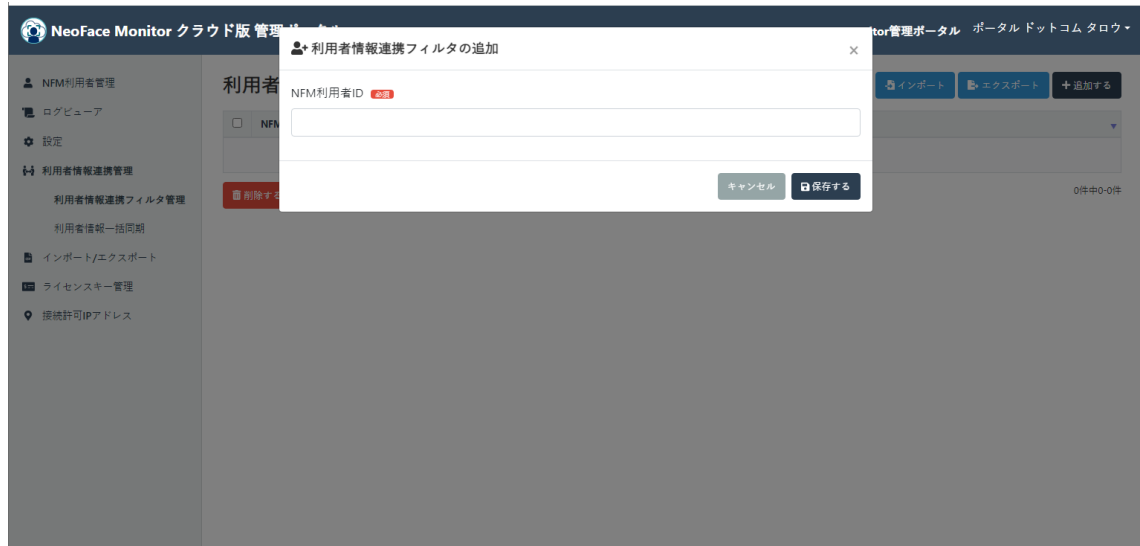 NeoFace Monitor クラウド版 管理
tor管理ポータル
ポータル ドットコム タロウ
利用者情報連携フィルタの追加
×
NFM利用者ID 必須
キャンセル
保存する
NFM利用者管理
ログビューア
設定
利用者情報連携管理
利用者情報連携フィルタ管理
利用者情報一括同期
インポート/エクスポート
ライセンスキー管理
接続許可IPアドレス
利用者
インポート
エクスポート
追加する
NFM
削除する
0件中0-0件